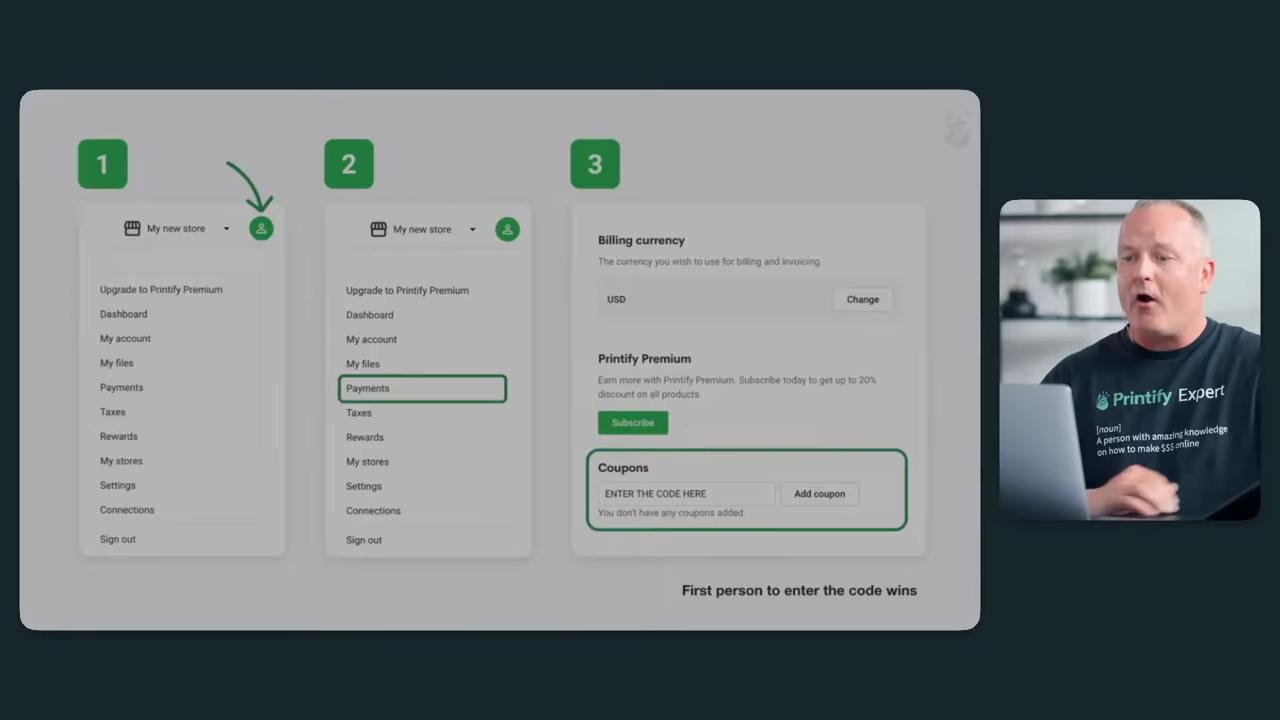 1
My new store
Upgrade to Printify Premium
Dashboard
My account
My files
Payments
Taxes
Rewards
My stores
Settings
Connections
Sign out
2
My new store
Upgrade to Printify Premium
Dashboard
My account
My files
Payments
Taxes
Rewards
My stores
Settings
Connections
Sign out
3
Billing currency
The currency you wish to use for billing and invoicing.
USD
Change
Printify Premium
Earn more with Printify Premium. Subscribe today to get up to 20%
discount on all products.
Subscribe
Coupons
ENTER THE CODE HERE
Add coupon
You don't have any coupons added.
First person to enter the code wins
Printify Expert
[noun]
A person with amazing knowledge
on how to make $$$ online